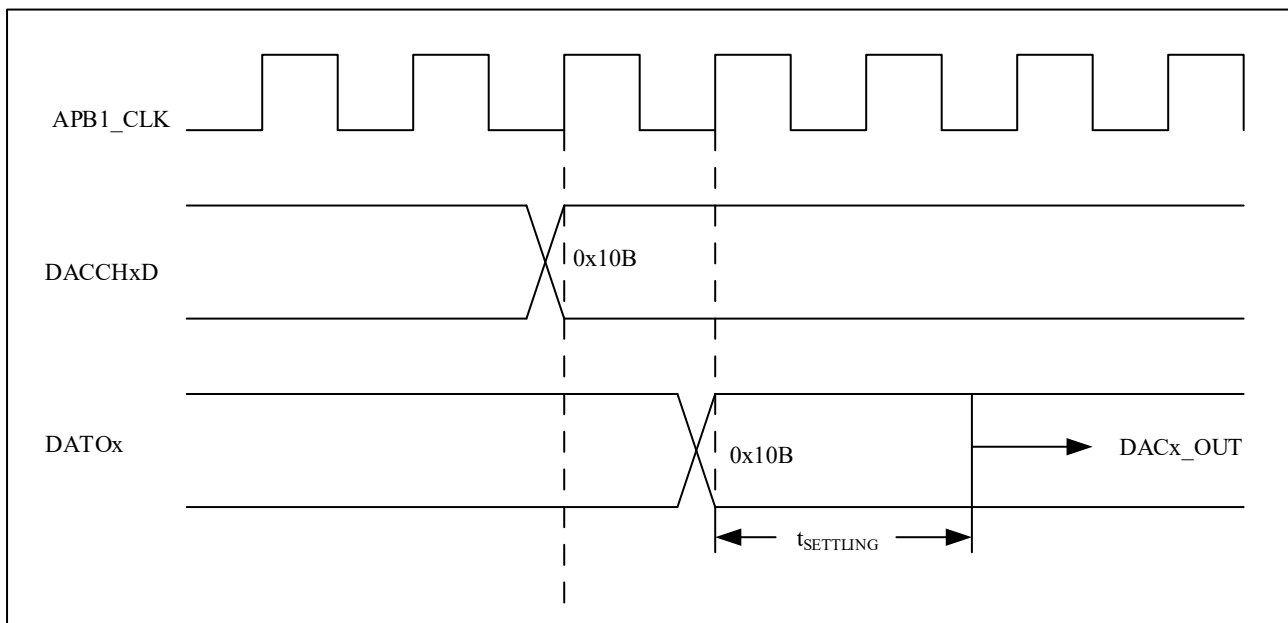 APB1_CLK
DACCHxD
0x10B
DATOx
0x10B
DACx_OUT
tSETTLING